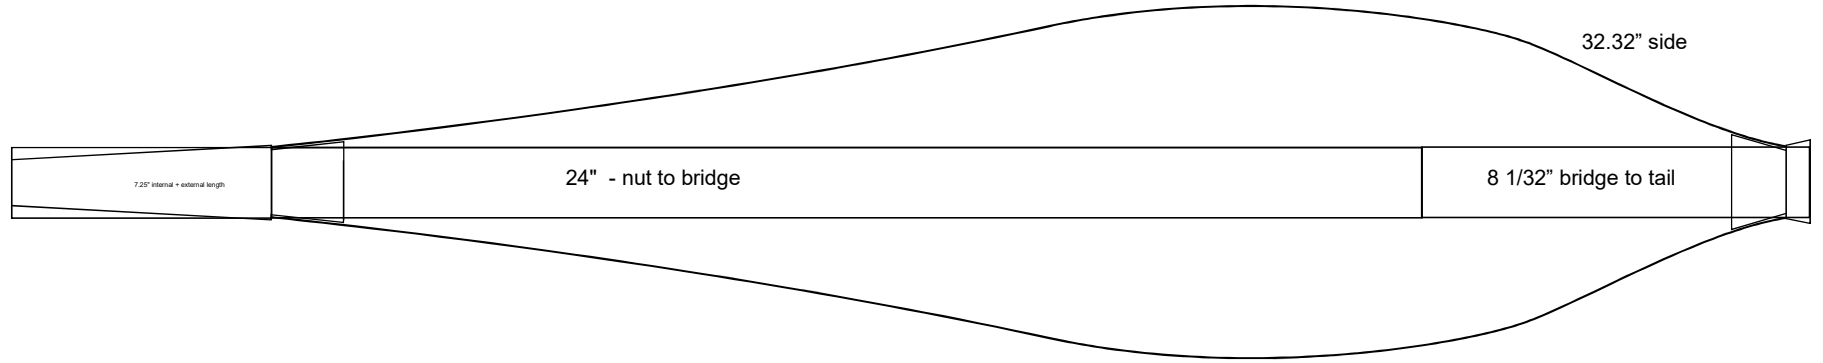 32.32” side
7.25" internal + external length
24"  - nut to bridge
8 1/32” bridge to tail